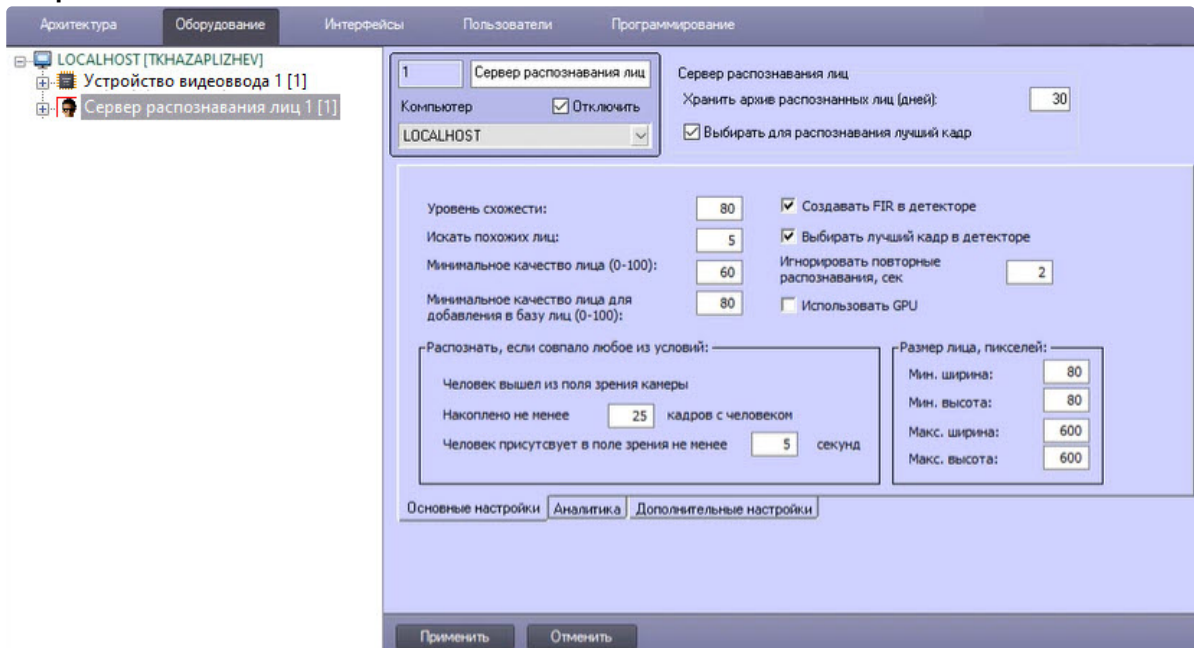 Архитектура Оборудование Интерфейсы Пользователи Программирование
LOCALHOST [TKHAZAPLIZHEV]
Устройство видеоввода 1 [1]
Сервер распознавания лиц 1 [1]
1 Сервер распознавания лиц
Компьютер Отключить
LOCALHOST
Сервер распознавания лиц
Хранить архив распознанных лиц (дней): 30
Выбирать для распознавания лучший кадр
Уровень схожести: 80
Создавать FIR в детекторе
Искать похожих лиц: 5
Выбирать лучший кадр в детекторе
Минимальное качество лица (0-100): 60
Игнорировать повторные
распознавания, сек 2
Минимальное качество лица для
добавления в базу лиц (0-100): 80
Использовать GPU
Распознать, если совпало любое из условий:
Человек вышел из поля зрения камеры
Накоплено не менее 25 кадров с человеком
Человек присутсвует в поле зрения не менее 5 секунд
Размер лица, пикселей:
Мин. ширина: 80
Мин. высота: 80
Макс. ширина: 600
Макс. высота: 600
Основные настройки Аналитика Дополнительные настройки
Применить Отменить